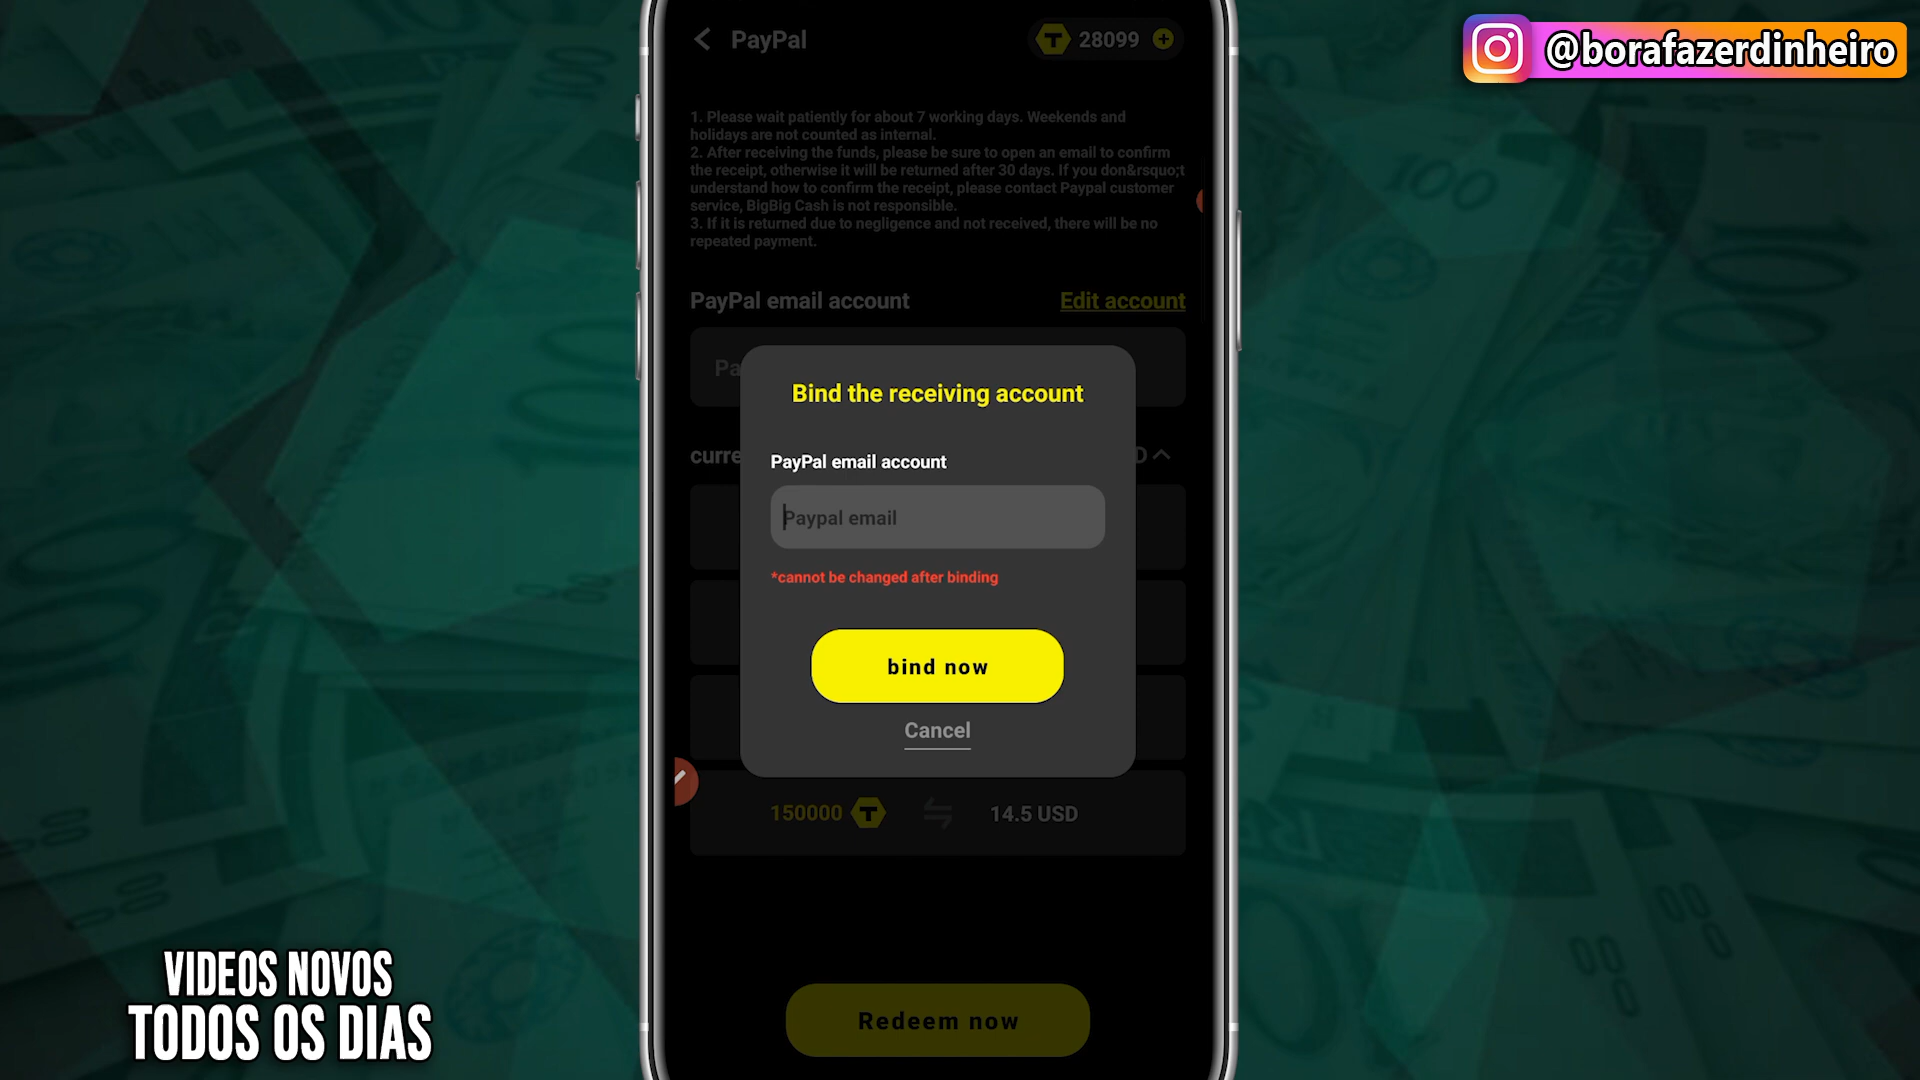 PayPal
28099
@borafazerdinheiro
1. Please wait patiently for about 7 working days. Weekends and
holidays are not counted as internal.
2. After receiving the funds, please be sure to open an email to confirm
the receipt, otherwise it will be returned after 30 days. If you don&rsquo;t
understand how to confirm the receipt, please contact Paypal customer
service, BigBig Cash is not responsible.
3. If it is returned due to negligence and not received, there will be no
repeated payment.
PayPal email account
Edit account
Pa
Bind the receiving account
curre
D
PayPal email account
Paypal email
*cannot be changed after binding
bind now
Cancel
150000 T 14.5 USD
Redeem now
VIDEOS NOVOS
TODOS OS DIAS